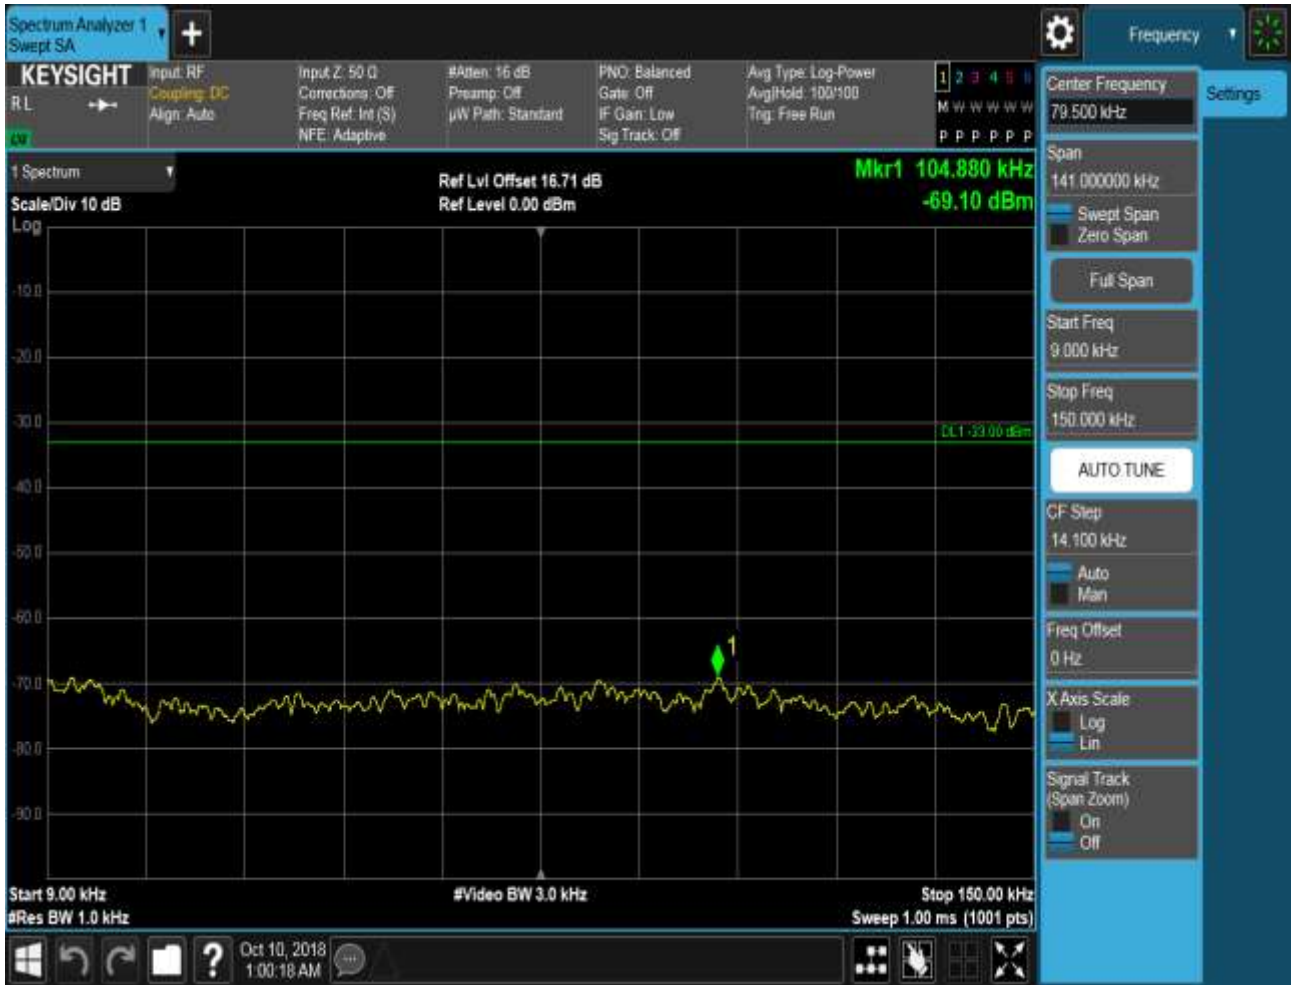 Spectrum Analyzer 1
Swept SA
Frequency
KEYSIGHT
R L
Input: RF
Coupling: DC
Align: Auto
Input Z: 50 Ω
Corrections: Off
Freq Ref: Int (S)
NFE: Adaptive
#Atten: 16 dB
Preamp: Off
µW Path: Standard
PNO: Balanced
Gate: Off
IF Gain: Low
Sig Track: Off
Avg Type: Log-Power
Avg|Hold: 100/100
Trig: Free Run
1 2 3 4 5 6
M W W W W W
P P P P P P
Center Frequency
79.500 kHz
Settings
Span
141.000000 kHz
Swept Span
Zero Span
Full Span
Start Freq
9.000 kHz
Stop Freq
150.000 kHz
AUTO TUNE
CF Step
14.100 kHz
Auto
Man
Freq Offset
0 Hz
X Axis Scale
Log
Lin
Signal Track
(Span Zoom)
On
Off
1 Spectrum
Scale/Div 10 dB
Log
Ref Lvl Offset 16.71 dB
Ref Level 0.00 dBm
Mkr1 104.880 kHz
-69.10 dBm
-10.0
-20.0
-30.0
DL1 -33.00 dBm
-40.0
-50.0
-60.0
1
-70.0
-80.0
-90.0
Start 9.00 kHz
#Video BW 3.0 kHz
Stop 150.00 kHz
#Res BW 1.0 kHz
Sweep 1.00 ms (1001 pts)
?
Oct 10, 2018
1:00:18 AM